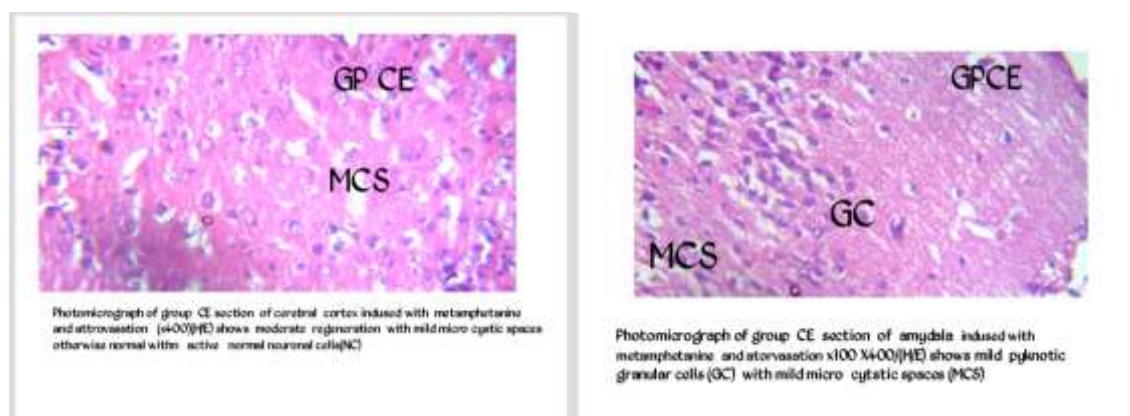 GP CE
MCS
Photomicrograph of group CE section of cerebral cortex indused with metamphetanine
and attrovasation (x400)(H/E) shows moderate regeneration with mild micro cystic spaces
otherwise normal withn active normal neuronal cells(NC)
GPCE
GC
MCS
Photomicrograph of group CE section of amydala indused with
metamphetanine and atorvasation x100 X400/(H/E) shows mild pyknotic
granular cells (GC) with mild micro cytstic spaces (MCS)